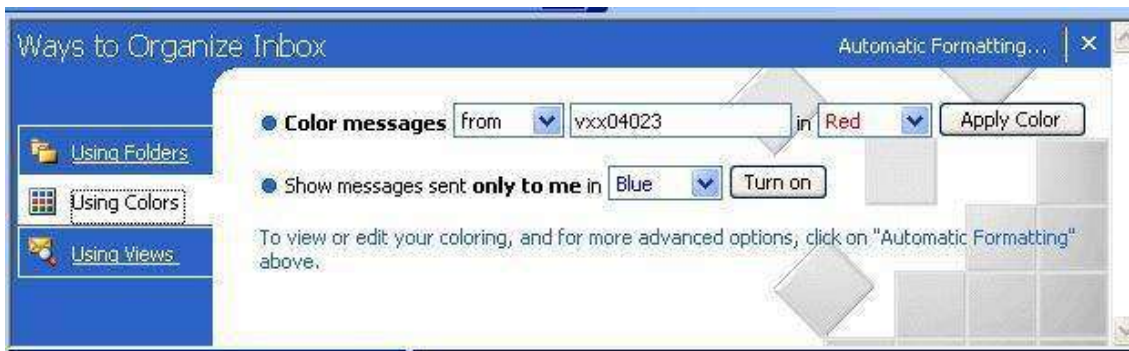 Ways to Organize Inbox Automatic Formatting...
Color messages from vxx04023 in Red Apply Color
Using Folders
Show messages sent only to me in Blue Turn on
Using Colors
To view or edit your coloring, and for more advanced options, click on "Automatic Formatting"
above.
Using Views